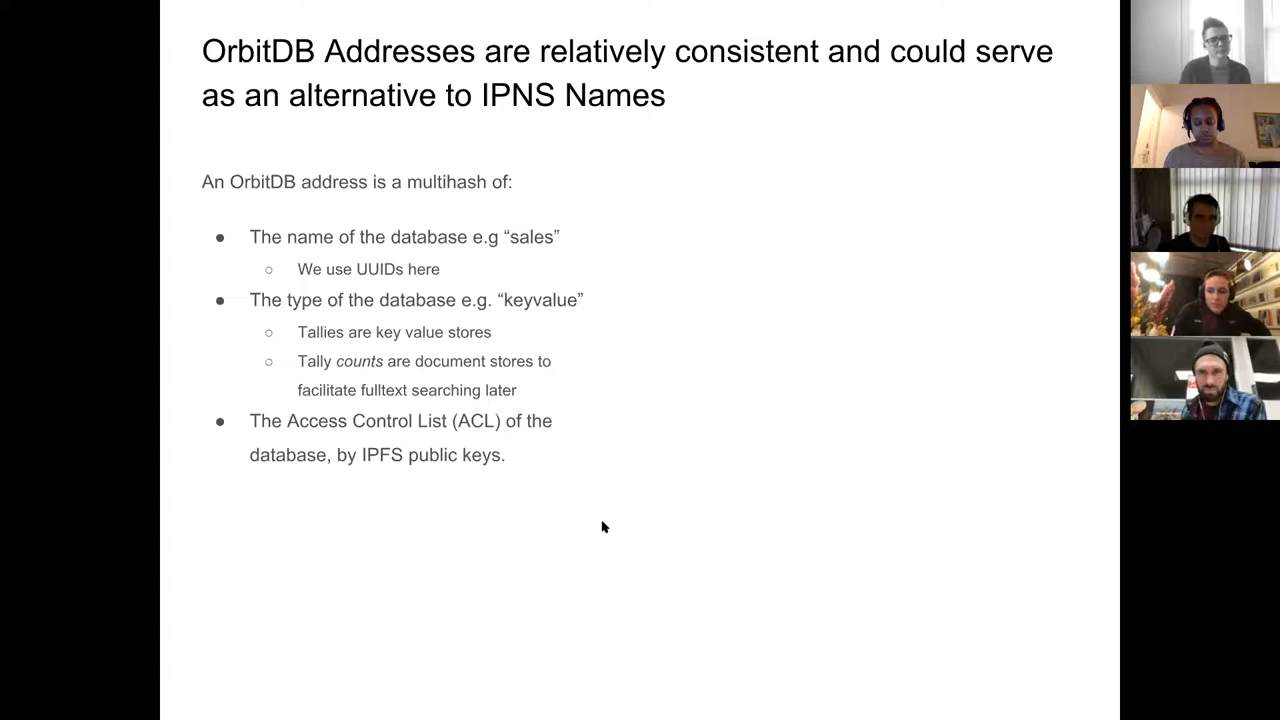 OrbitDB Addresses are relatively consistent and could serve
as an alternative to IPNS Names
An OrbitDB address is a multihash of:
● The name of the database e.g “sales”
○ We use UUIDs here
● The type of the database e.g. “keyvalue”
○ Tallies are key value stores
○ Tally counts are document stores to
facilitate fulltext searching later
● The Access Control List (ACL) of the
database, by IPFS public keys.